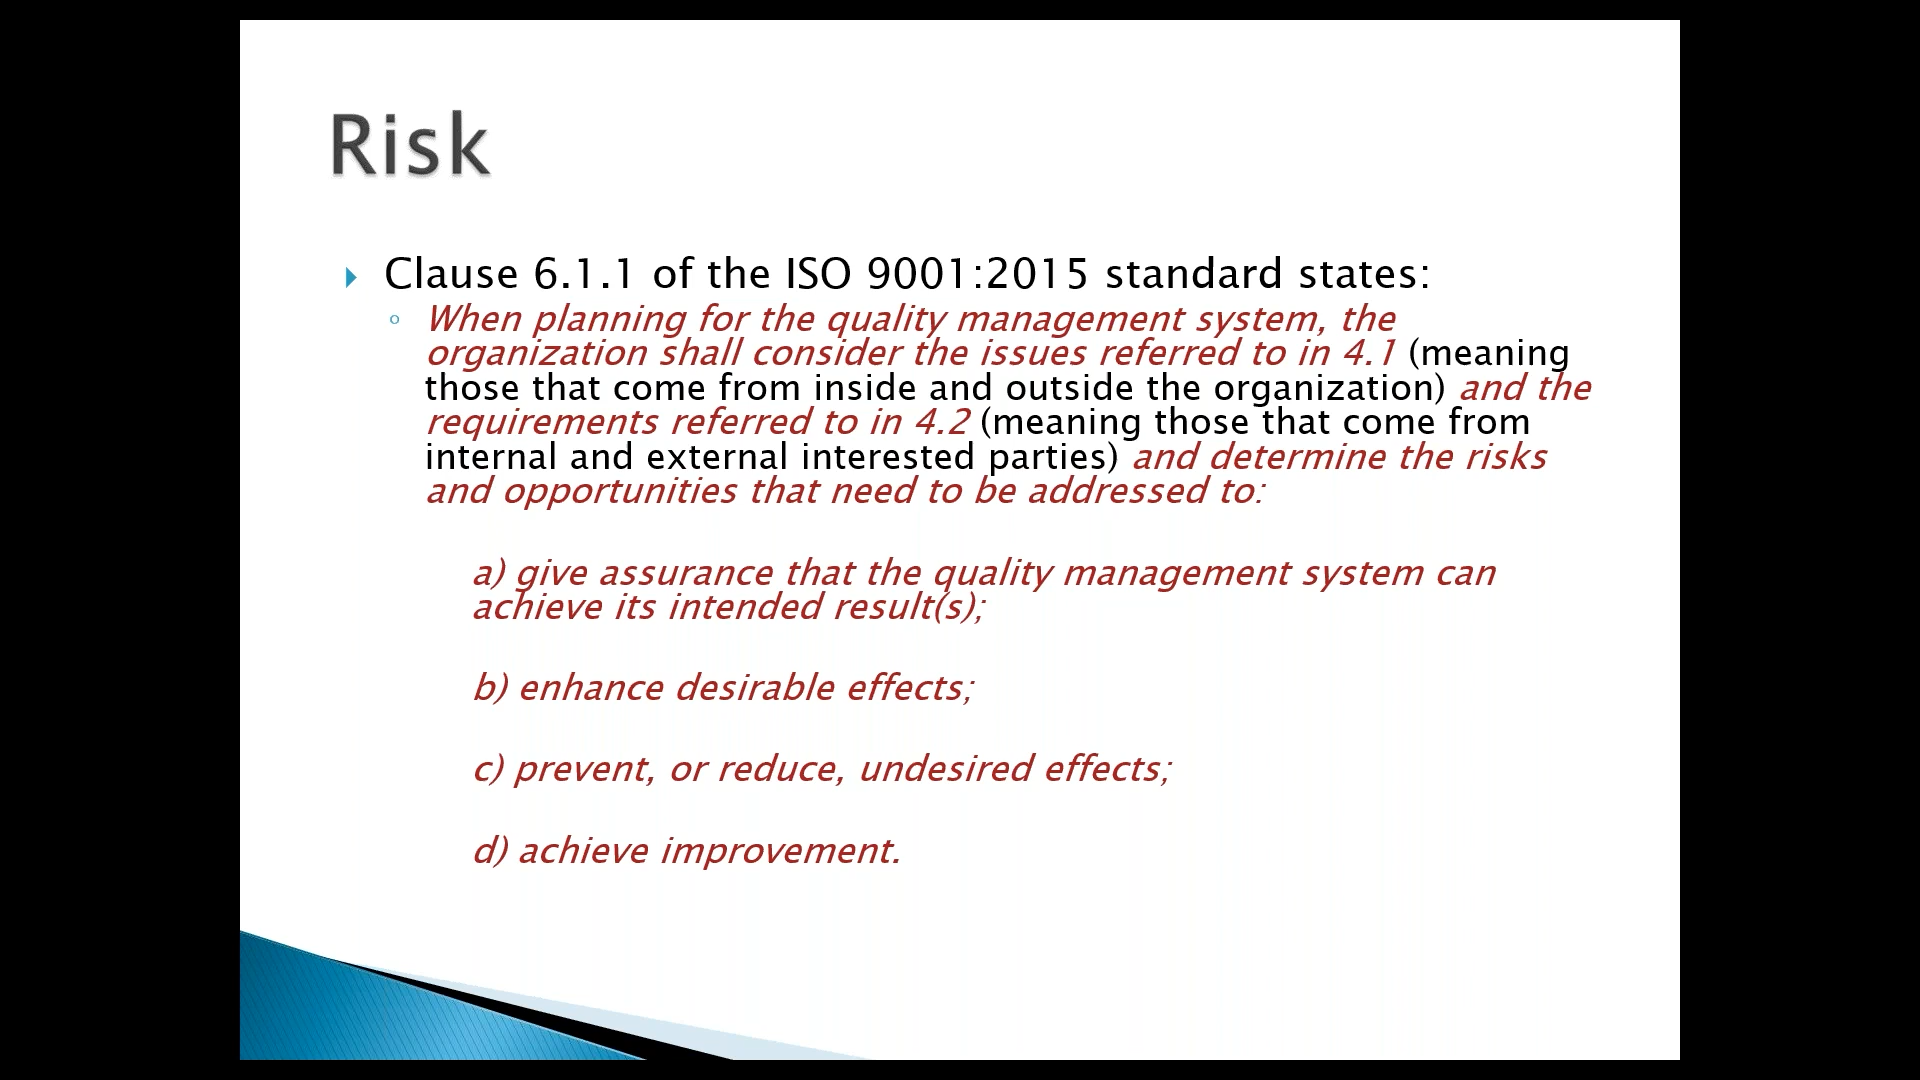 Risk
Clause 6.1.1 of the ISO 9001:2015 standard states:
When planning for the quality management system, the
organization shall consider the issues referred to in 4.1 (meaning
those that come from inside and outside the organization) and the
requirements referred to in 4.2 (meaning those that come from
internal and external interested parties) and determine the risks
and opportunities that need to be addressed to:
a) give assurance that the quality management system can
achieve its intended result(s);
b) enhance desirable effects;
c) prevent, or reduce, undesired effects;
d) achieve improvement.